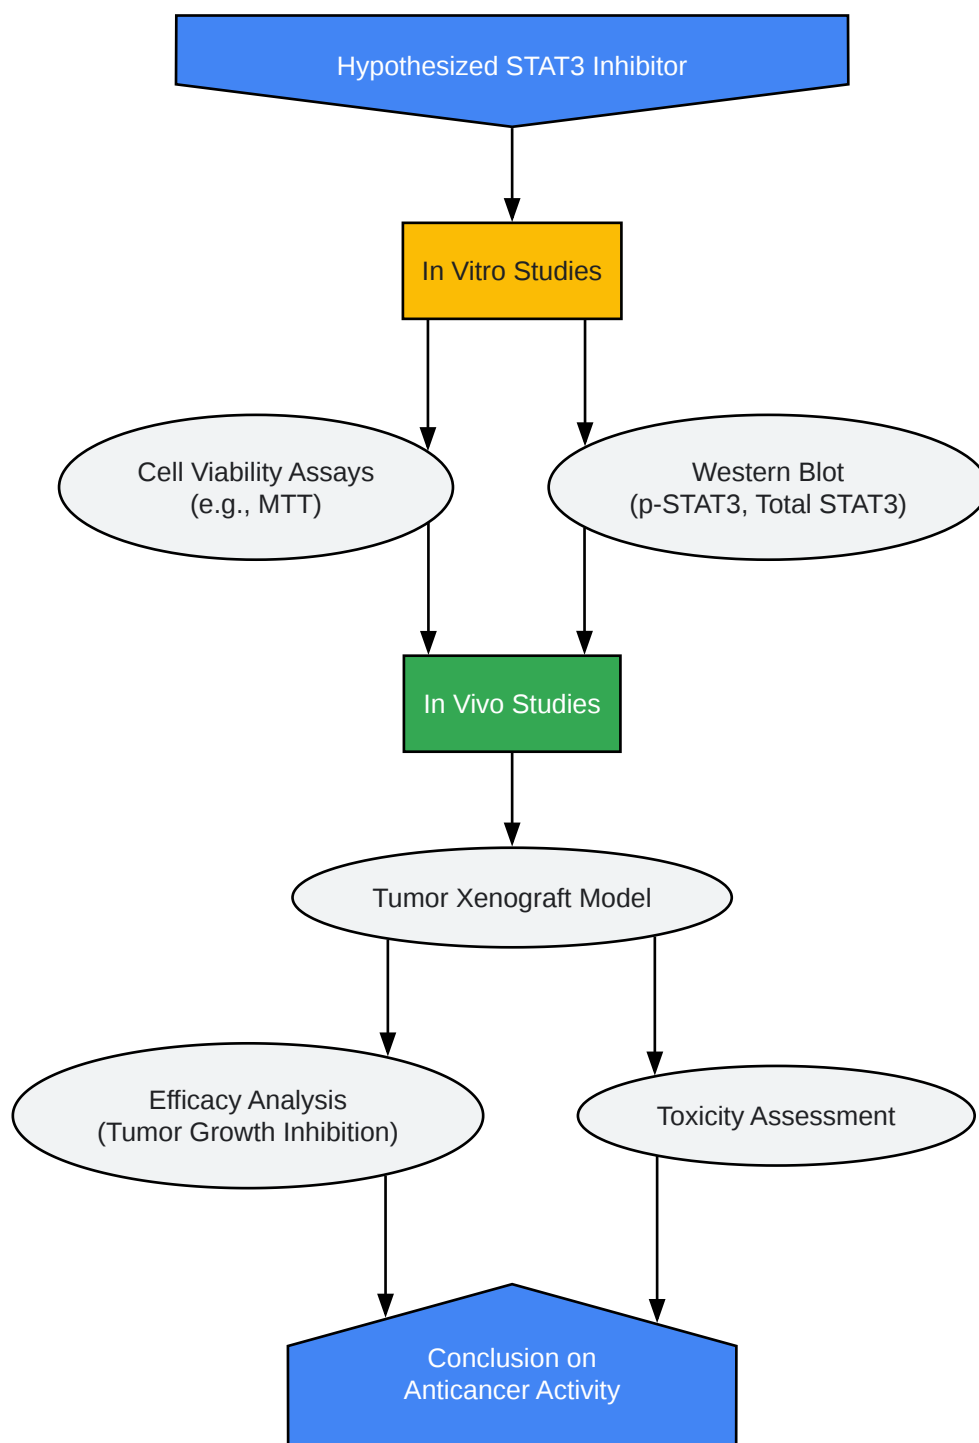 Hypothesized STAT3 Inhibitor
In Vitro Studies
Cell Viability Assays
(e.g., MTT)
Western Blot
(p-STAT3, Total STAT3)
In Vivo Studies
Tumor Xenograft Model
Efficacy Analysis
(Tumor Growth Inhibition)
Toxicity Assessment
Conclusion on
Anticancer Activity